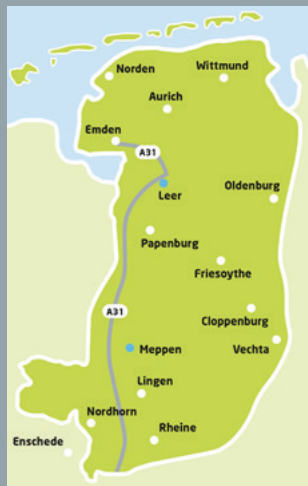 Wittmund
Norden
Aurich
Emden
A31
Leer
Oldenburg
Papenburg
Friesoythe
A31
Cloppenburg
Vechta
Meppen
Lingen
Nordhorn
Rheine
Enschede